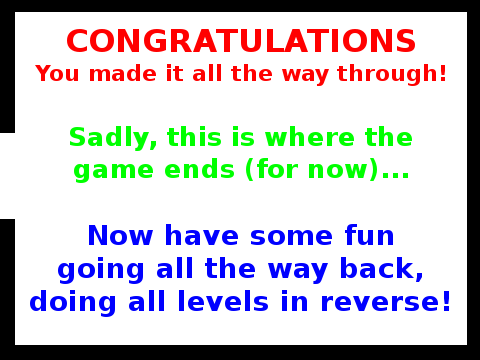 CONGRATULATIONS
You made it all the way through!
Sadly, this is where the
game ends (for now)...
Now have some fun
going all the way back,
doing all levels in reverse!